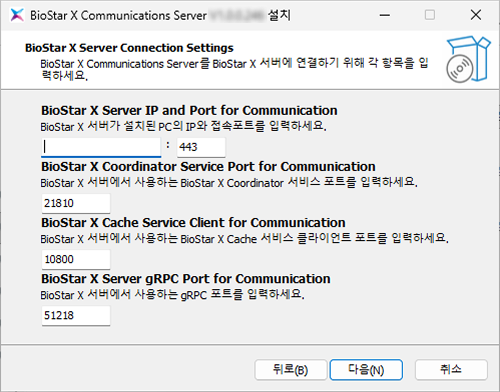 BioStar X Communications Server 설치
BioStar X Server Connection Settings
BioStar X Communications Server를 BioStar X 서버에 연결하기 위해 각 항목을 입
력하세요.
BioStar X Server IP and Port for Communication
BioStar X 서버가 설치된 PC의 IP와 접속포트를 입력하세요.
: 443
BioStar X Coordinator Service Port for Communication
BioStar X 서버에서 사용하는 BioStar X Coordinator 서비스 포트를 입력하세요.
21810
BioStar X Cache Service Client for Communication
BioStar X 서버에서 사용하는 BioStar X Cache 서비스 클라이언트 포트를 입력하세요.
10800
BioStar X Server gRPC Port for Communication
BioStar X 서버에서 사용하는 gRPC 포트를 입력하세요.
51218
뒤로(B) 다음(N) 취소